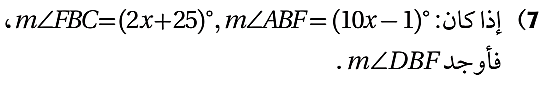 7) إذا كان: m∠ABF = (10x − 1)° , m∠FBC=(2x+25)° ،
فأوجد m∠DBF .